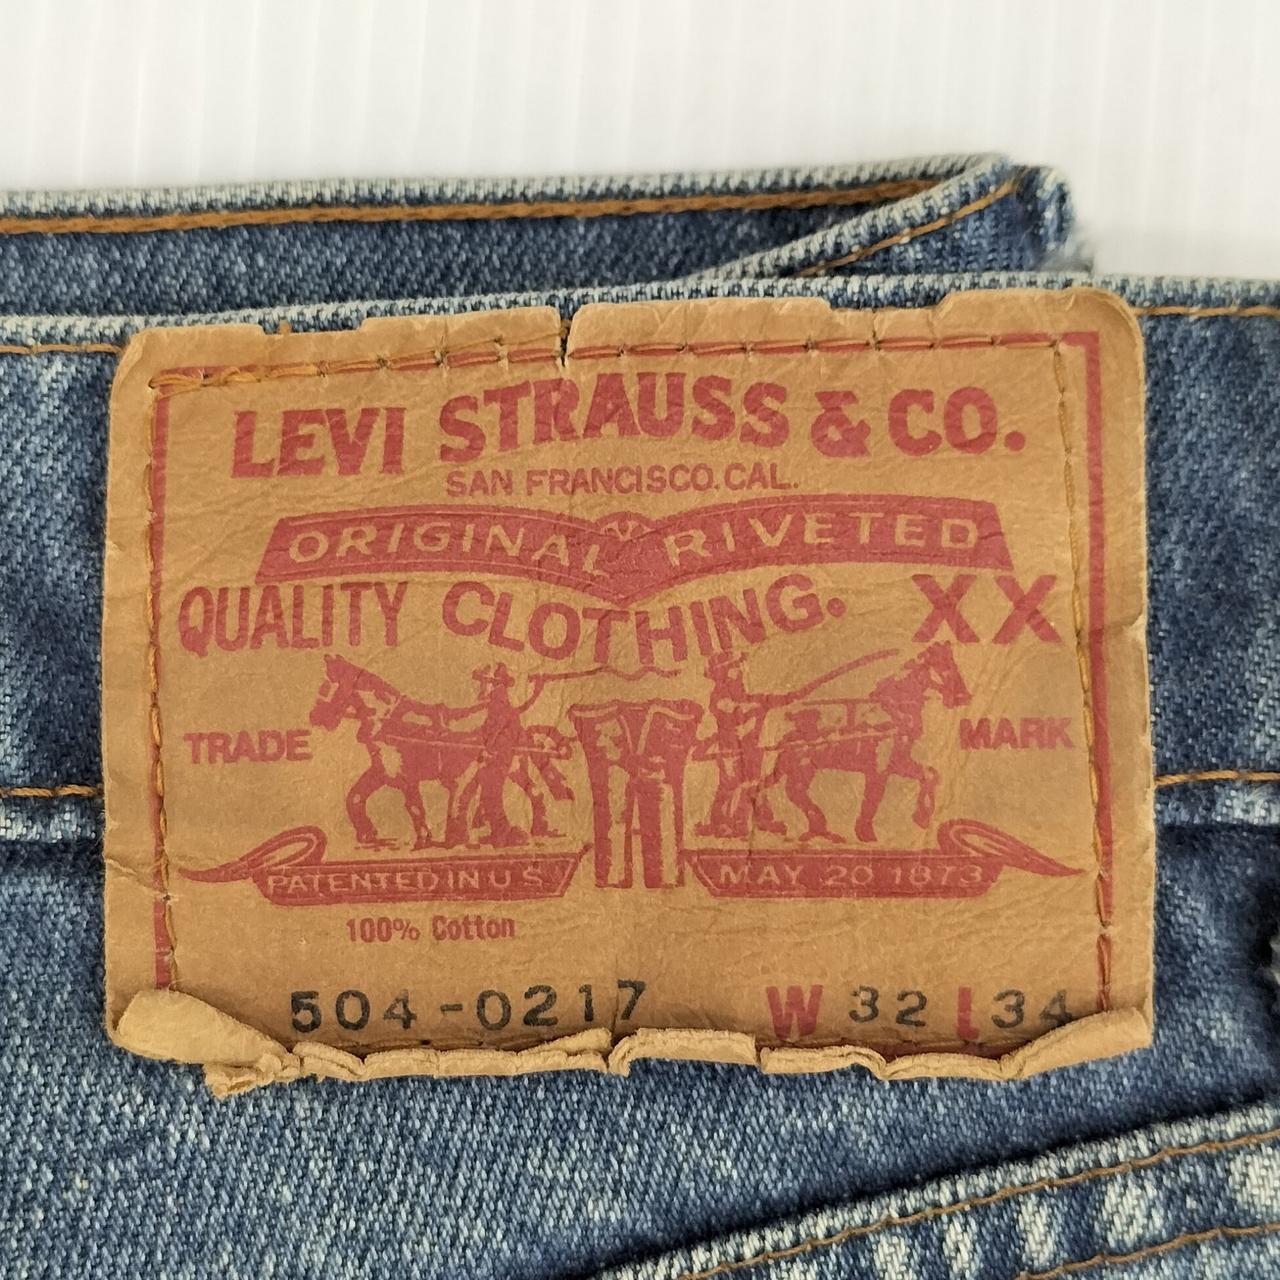 LEVI STRAUSS & CO.
SAN FRANCISCO. CAL.
ORIGINAL RIVETED
QUALITY CLOTHING. XX
TRADE MARK
PATENTED IN U S MAY 20 1873
100% Cotton
504-0217 W 32 L 34